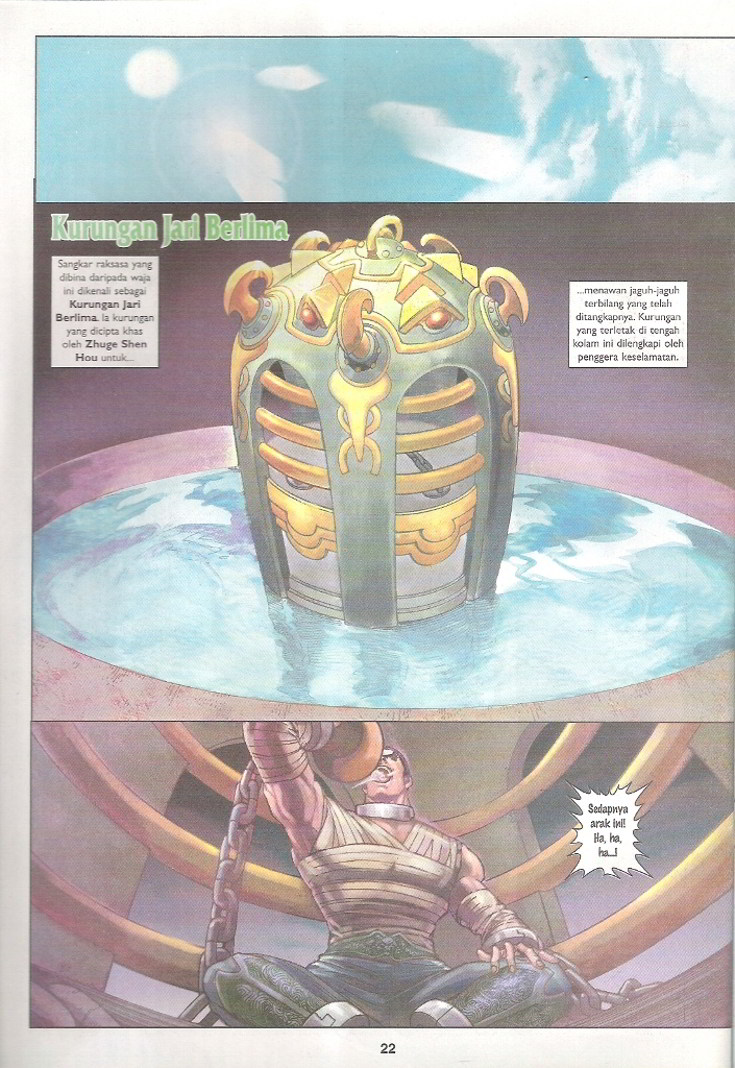 Kurungan Jari Berlima
Sangkar raksasa yang
dibina daripada waja
ini dikenali sebagai
Kurungan Jari
Berlima. Ia kurungan
yang dicipta khas
oleh Zhuge Shen
Hou untuk...
...menawan jaguh-jaguh
terbilang yang telah
ditangkapnya. Kurungan
yang terletak di tengah
kolam ini dilengkapi oleh
penggera keselamatan.
Sedapnya
arak ini!
Ha, ha,
ha...!
22